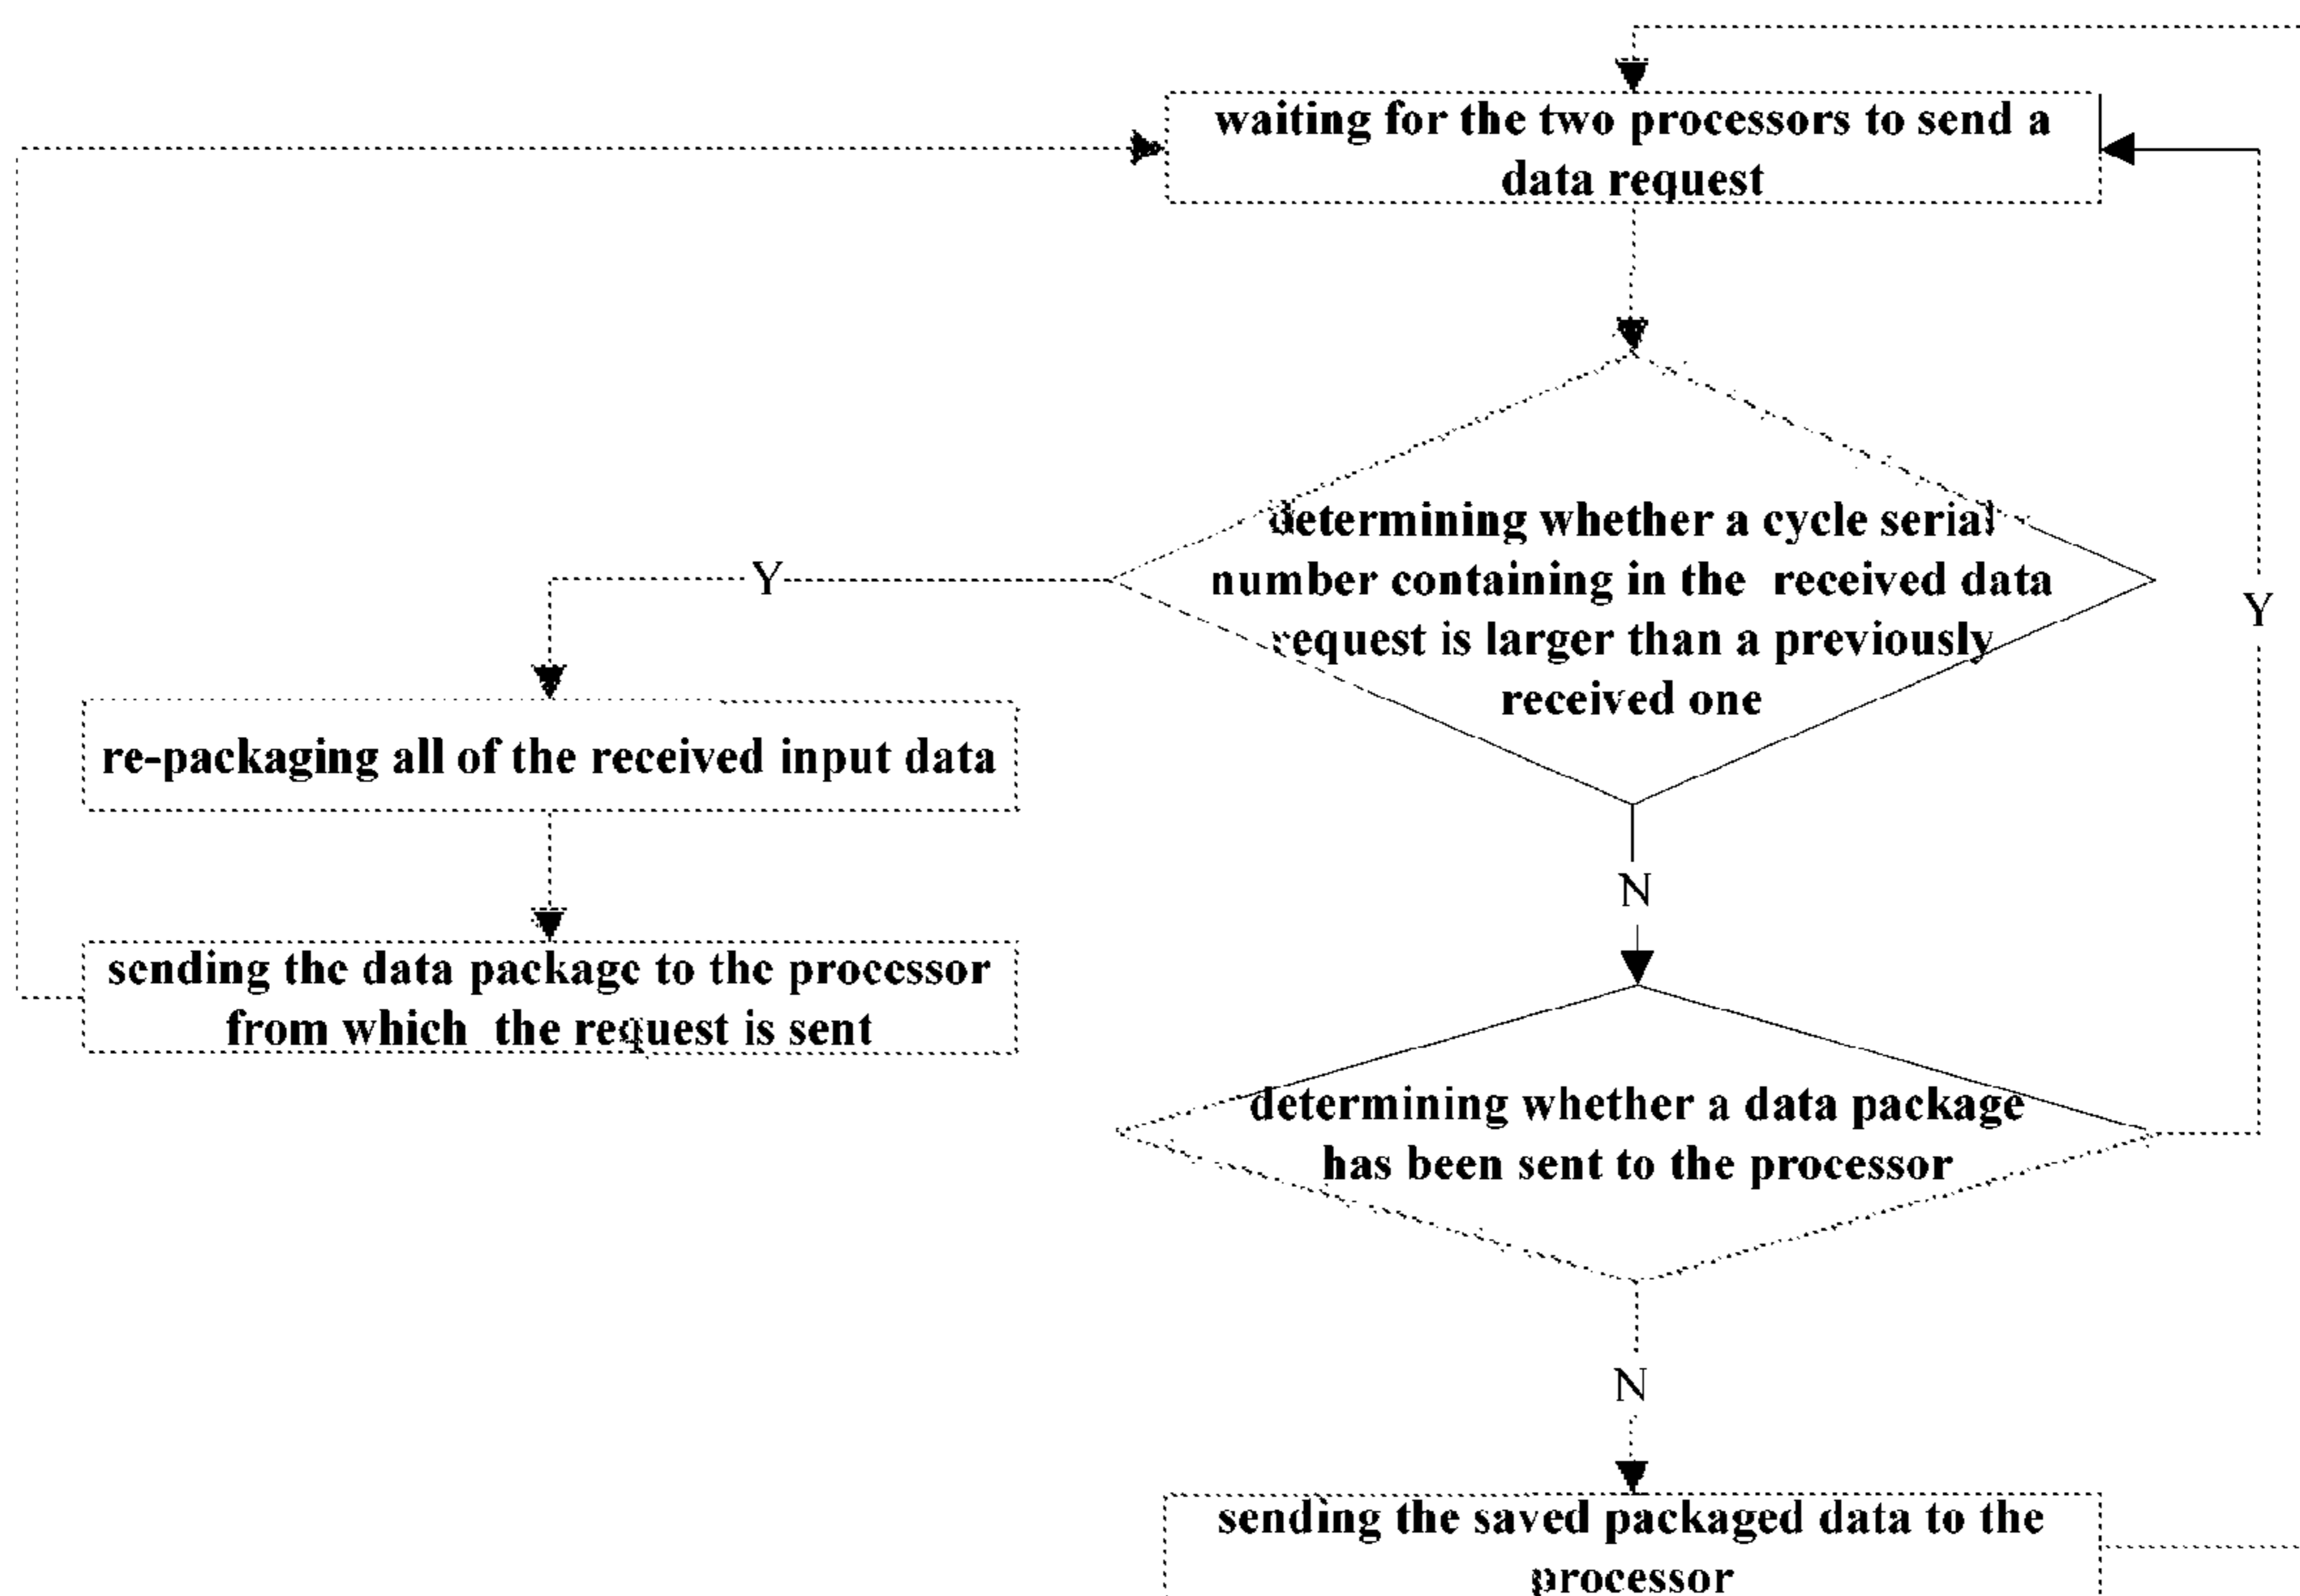 waiting for the two processors to send a
data request
determining whether a cycle serial
number containing in the received data
request is larger than a previously
received one
Y
Y
re-packaging all of the received input data
N
sending the data package to the processor
from which the request is sent
determining whether a data package
has been sent to the processor
N
sending the saved packaged data to the
processor